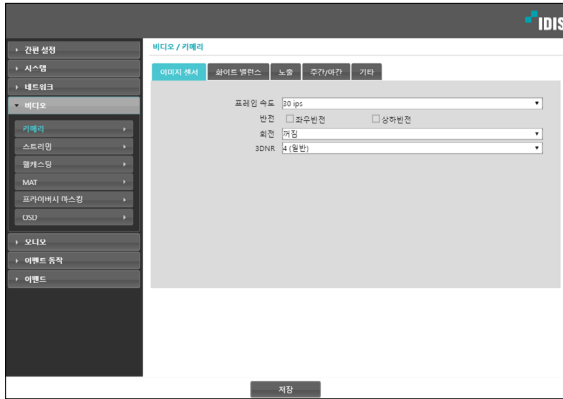 IDIS
간편 설정
시스템
네트워크
비디오
카메라
스트리밍
웹캐스팅
MAT
프라이버시 마스킹
OSD
오디오
이벤트 동작
이벤트
비디오 / 카메라
이미지 센서 화이트 밸런스 노출 주간/야간 기타
프레임 속도 30 ips
반전 좌우반전 상하반전
회전 꺼짐
3DNR 4 (일반)
저장